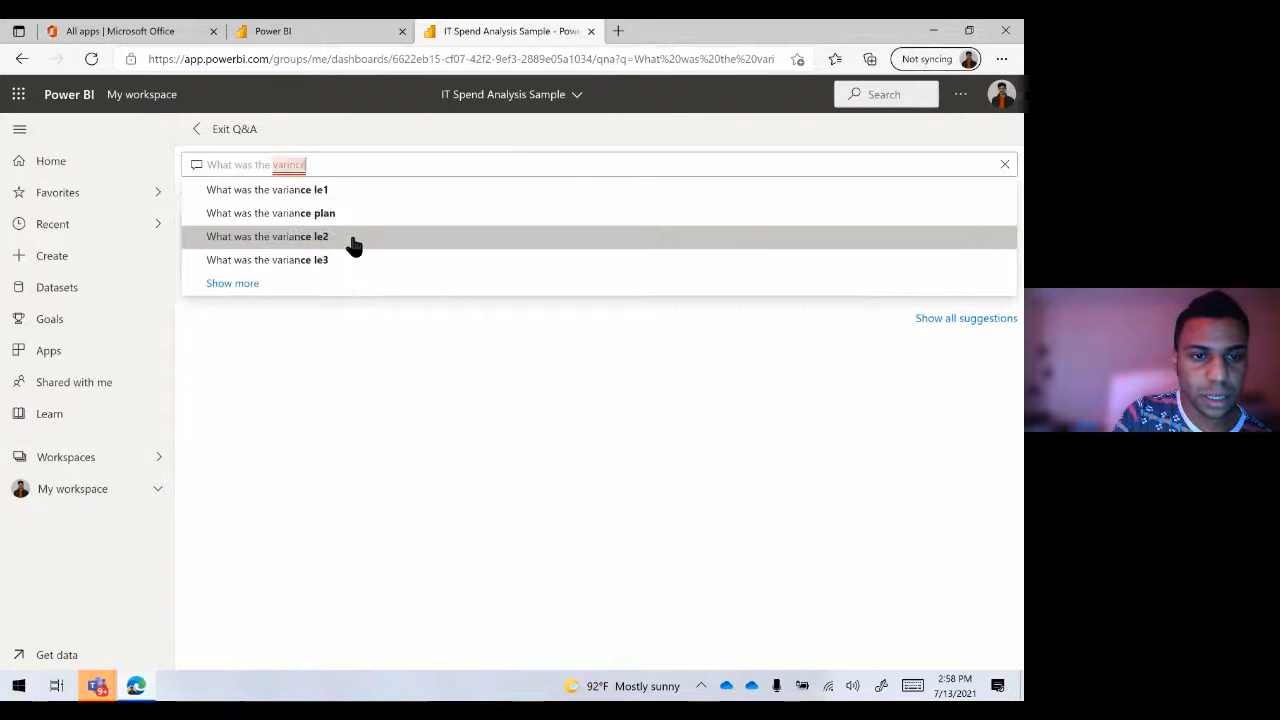 All apps | Microsoft Office
Power BI
IT Spend Analysis Sample - Powe
https://app.powerbi.com/groups/me/dashboards/6622eb15-cf07-42f2-9ef3-2889e05a1034/qna?q=What%20was%20the%20vari
Not syncing
Power BI My workspace
IT Spend Analysis Sample
Search
Exit Q&A
What was the varince
What was the variance le1
What was the variance plan
What was the variance le2
What was the variance le3
Show more
Show all suggestions
Home
Favorites
Recent
Create
Datasets
Goals
Apps
Shared with me
Learn
Workspaces
My workspace
Get data
9+
92°F Mostly sunny
2:58 PM
7/13/2021